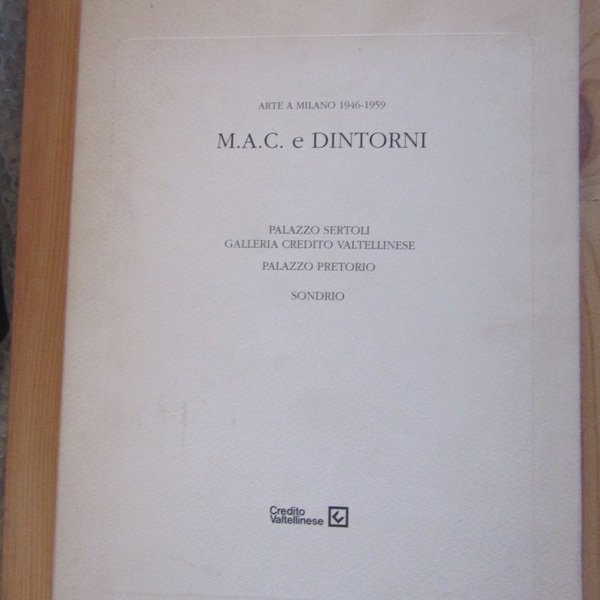 ARTE A MILANO 1946-1959
M.A.C. e DINTORNI
PALAZZO SERTOLI
GALLERIA CREDITO VALTELLINESE
PALAZZO PRETORIO
SONDRIO
Credito
Valtellinese